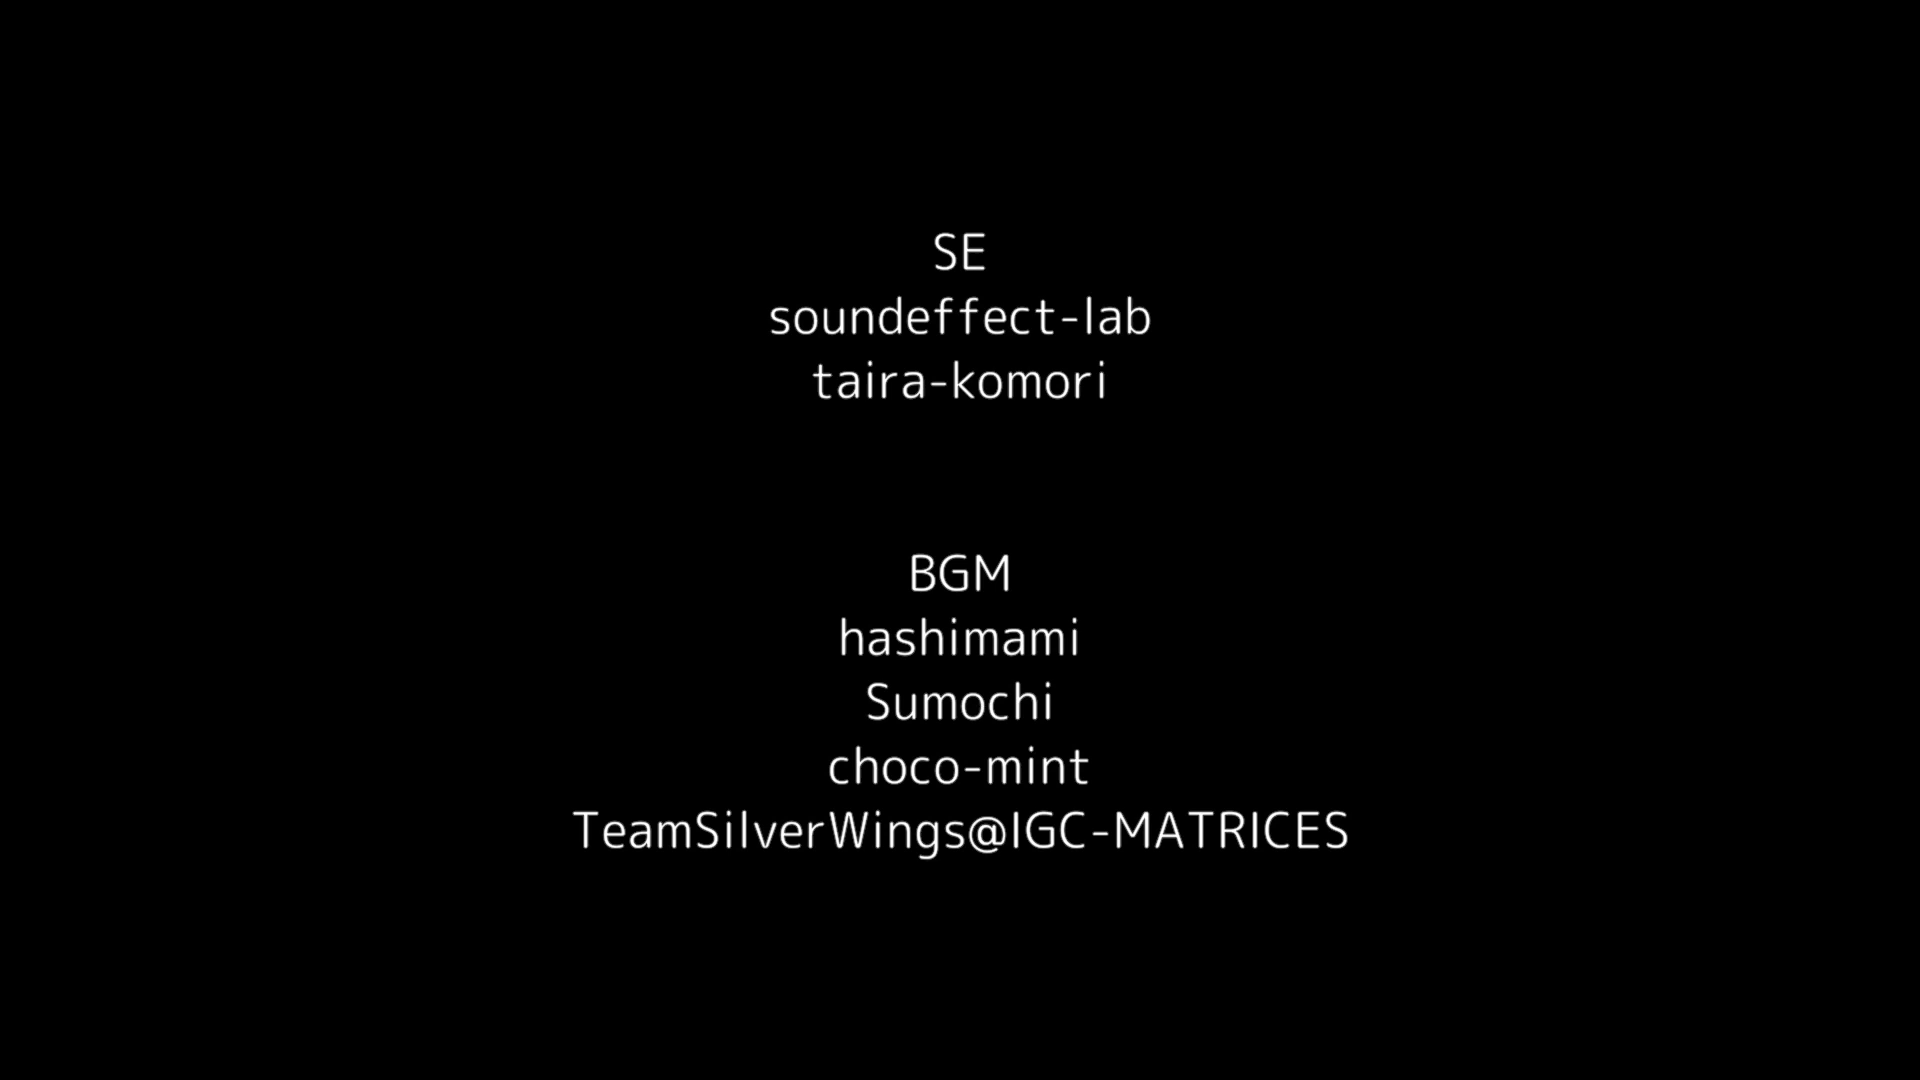 SE
soundeffect-lab
taira-komori
BGM
hashimami
Sumochi
choco-mint
TeamSilverWings@IGC-MATRICES